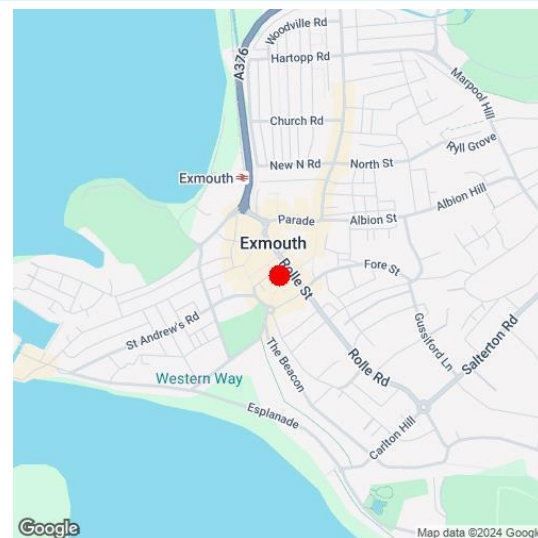 Woodville Rd
Hartopp Rd
A376
Marpool Hill
Church Rd
Ryll Grove
New N Rd
North St
Exmouth
Albion Hill
Parade
Albion St
Exmouth
Rolle St
Fore St
Gussiford Ln
Salterton Rd
St Andrew's Rd
The Beacon
Rolle Rd
Western Way
Esplanade
Carlton Hill
Google
Map data ©2024 Google